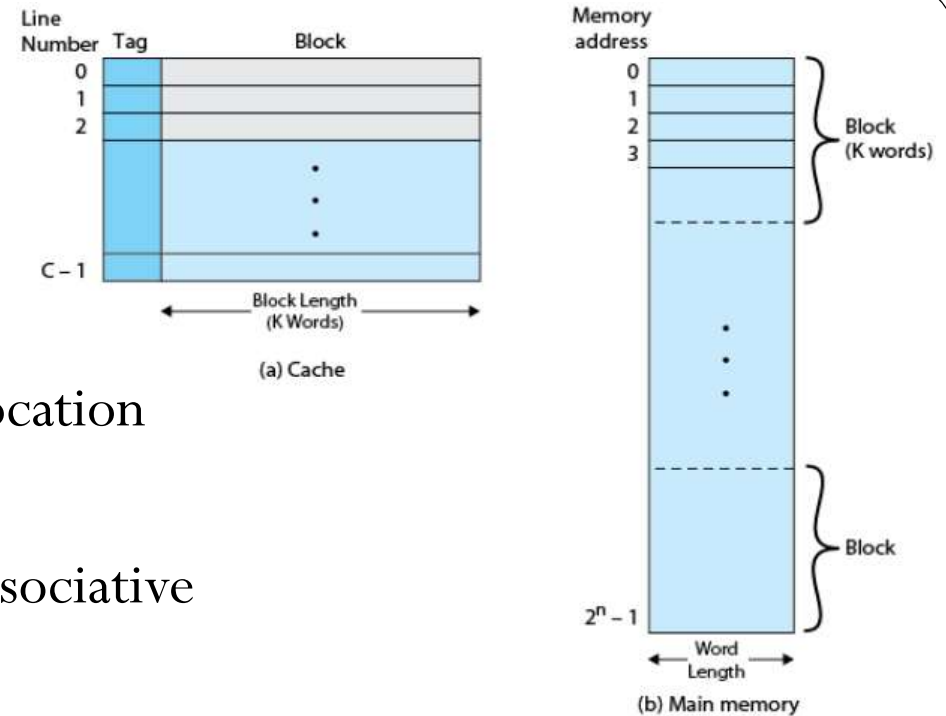 Line
Number Tag Block
0
1
2
C – 1
Block Length
(K Words)
(a) Cache
ocation
sociative
Memory
address
0
1
2
3
Block
(K words)
Block
2ⁿ – 1
Word
Length
(b) Main memory